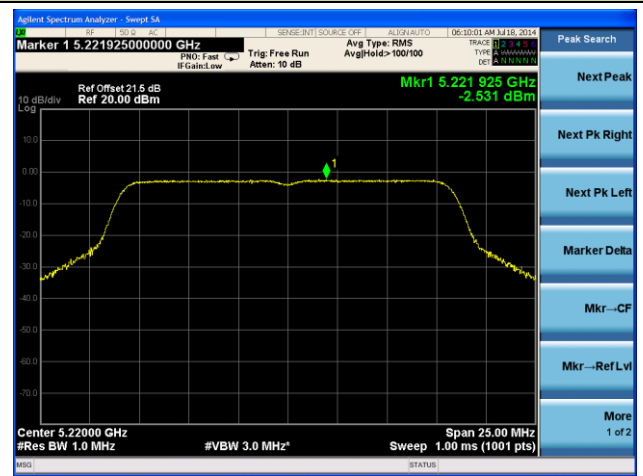 Agilent Spectrum Analyzer - Swept SA
RF 50 Ω AC SENSE:INT SOURCE OFF ALIGN AUTO 06:10:01 AM Jul 18, 2014
Marker 1 5.221925000000 GHz
PNO: Fast
IFGain:Low
Trig: Free Run
Atten: 10 dB
Avg Type: RMS
Avg|Hold:>100/100
TRACE 1 2 3 4 5 6
TYPE A WWWWW
DET A N N N N N
Peak Search
Mkr1 5.221 925 GHz
-2.531 dBm
Ref Offset 21.5 dB
10 dB/div Ref 20.00 dBm
Log
10.0
0.00
-10.0
-20.0
-30.0
-40.0
-50.0
-60.0
-70.0
1
Center 5.22000 GHz Span 25.00 MHz
#Res BW 1.0 MHz #VBW 3.0 MHz* Sweep 1.00 ms (1001 pts)
MSG STATUS
Next Peak
Next Pk Right
Next Pk Left
Marker Delta
Mkr→CF
Mkr→Ref Lvl
More
1 of 2